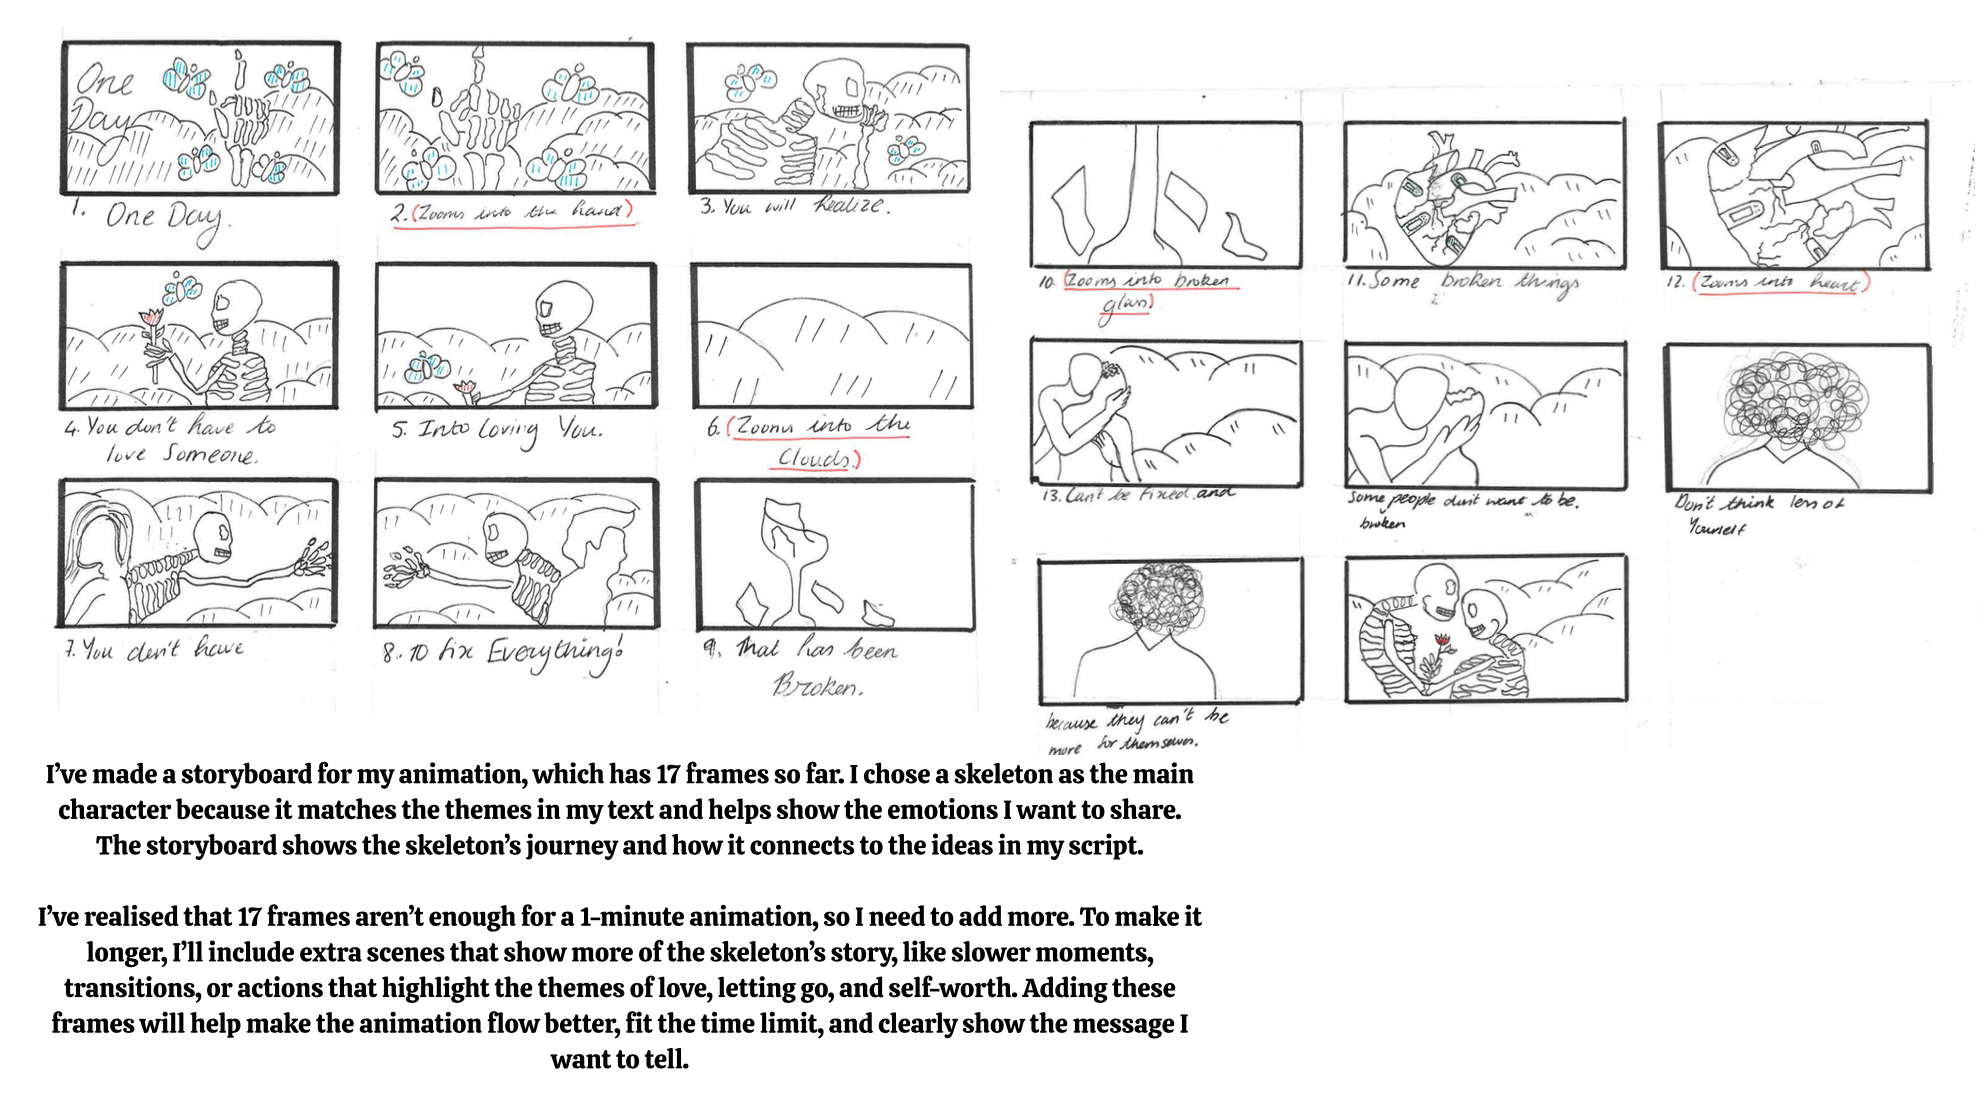 One
Day
1. One Day.
2. (Zooms into the hand)
3. You will Realize.
4. You don't have to
love Someone.
5. Into Loving You.
6. (Zooms into the
Clouds.)
7. You don't have
8. TO fix Everything!
9. That has been
Broken.
10. (Zooms into broken
glass)
11. Some broken things
12. (Zooms into heart)
13. Can't be fixed and
Some people don't want to be.
broken
Don't think less of
Yourself
because they can't be
more for themselves.
I’ve made a storyboard for my animation, which has 17 frames so far. I chose a skeleton as the main
character because it matches the themes in my text and helps show the emotions I want to share.
The storyboard shows the skeleton’s journey and how it connects to the ideas in my script.
I’ve realised that 17 frames aren’t enough for a 1-minute animation, so I need to add more. To make it
longer, I’ll include extra scenes that show more of the skeleton’s story, like slower moments,
transitions, or actions that highlight the themes of love, letting go, and self-worth. Adding these
frames will help make the animation flow better, fit the time limit, and clearly show the message I
want to tell.